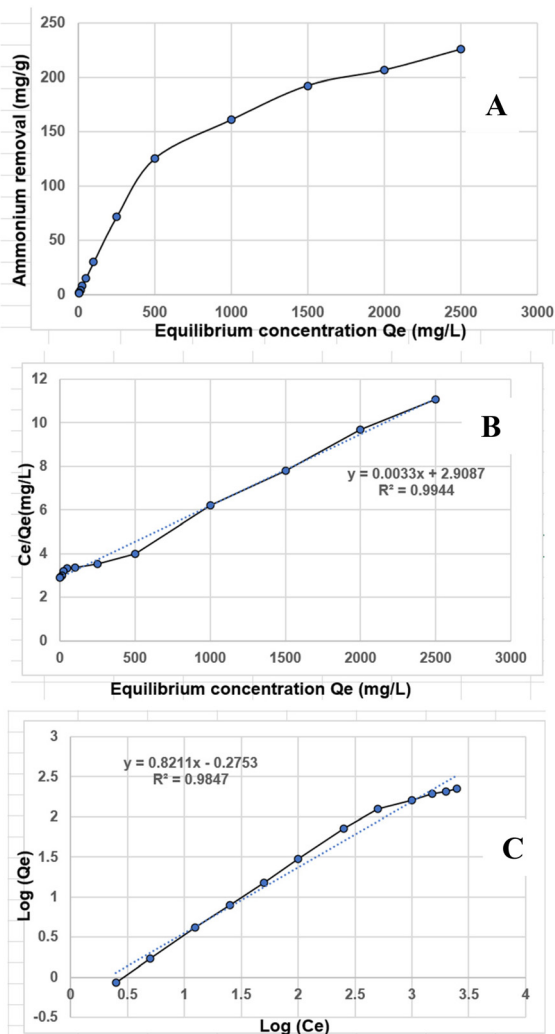 250
200
150
100
50
0
Ammonium removal (mg/g)
A
0 500 1000 1500 2000 2500 3000
Equilibrium concentration Qe (mg/L)
12
10
8
6
4
2
0
Ce/Qe(mg/L)
B
y = 0.0033x + 2.9087
R² = 0.9944
0 500 1000 1500 2000 2500 3000
Equilibrium concentration Qe (mg/L)
3
2.5
2
1.5
1
0.5
0
-0.5
Log (Qe)
y = 0.8211x - 0.2753
R² = 0.9847
C
0 0.5 1 1.5 2 2.5 3 3.5 4
Log (Ce)